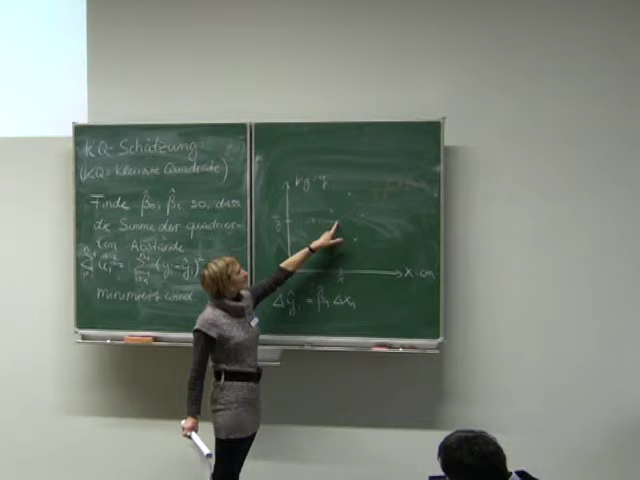 KQ-Schätzung
(KQ=Kleinste Quadrate)
Finde β̂₀, β̂₁ so, dass
die Summe der quadrier-
ten Abstände
minimiert wird
x cm
Δŷᵢ = β̂₁ Δxᵢ